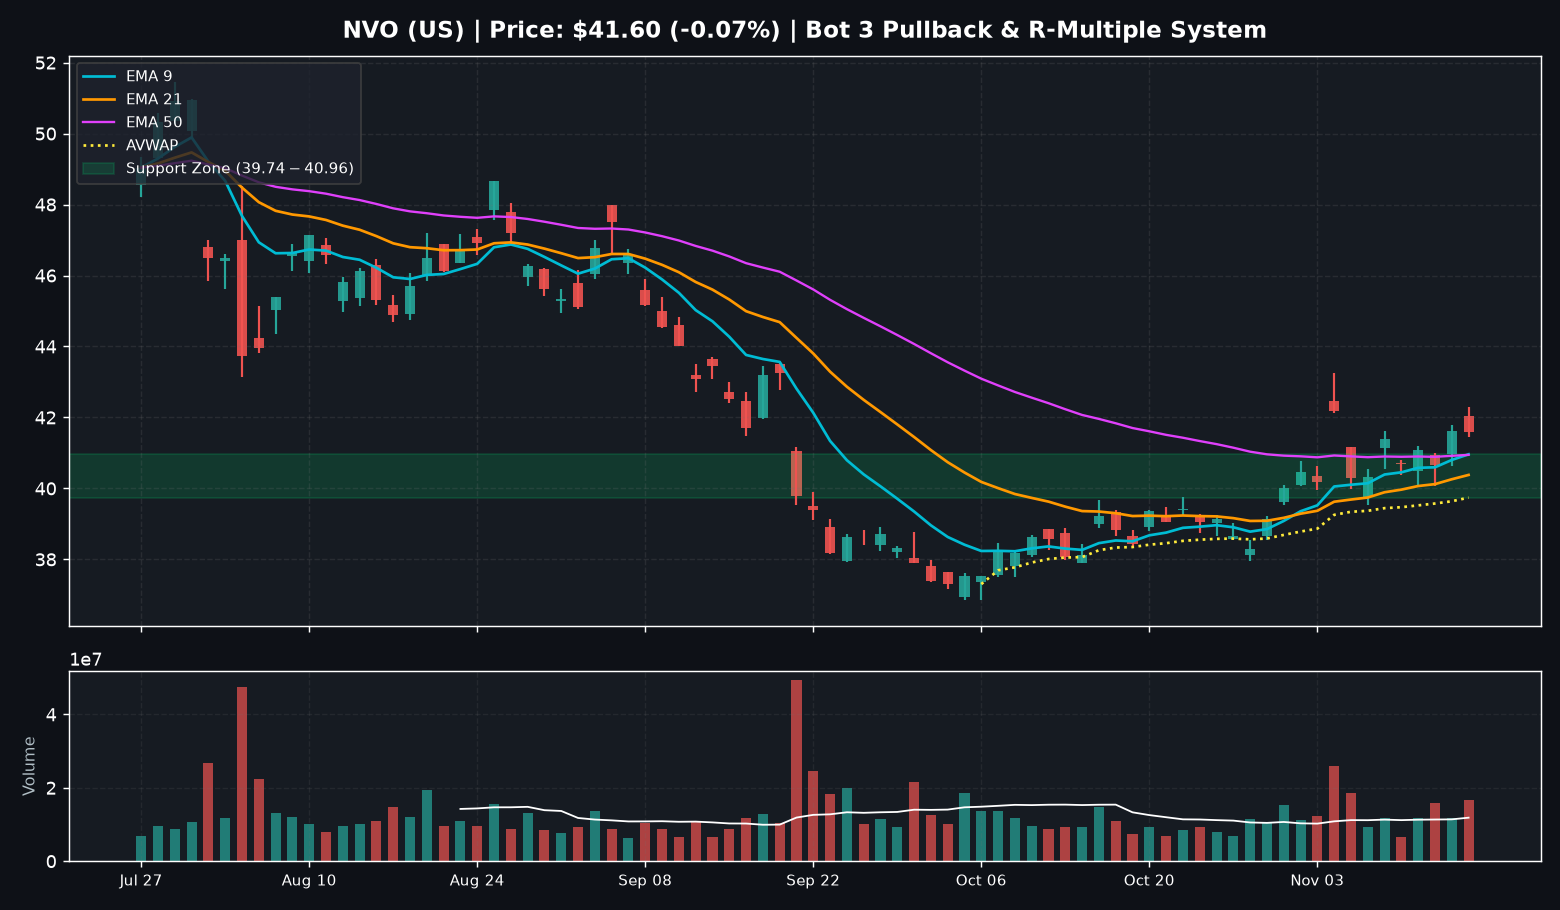 NVO (US) | Price: $41.60 (-0.07%) | Bot 3 Pullback & R-Multiple System
EMA 9
EMA 21
EMA 50
AVWAP
Support Zone (39.74 – 40.96)
52
50
48
46
44
42
40
38
1e7
4
2
0
Volume
Jul 27
Aug 10
Aug 24
Sep 08
Sep 22
Oct 06
Oct 20
Nov 03